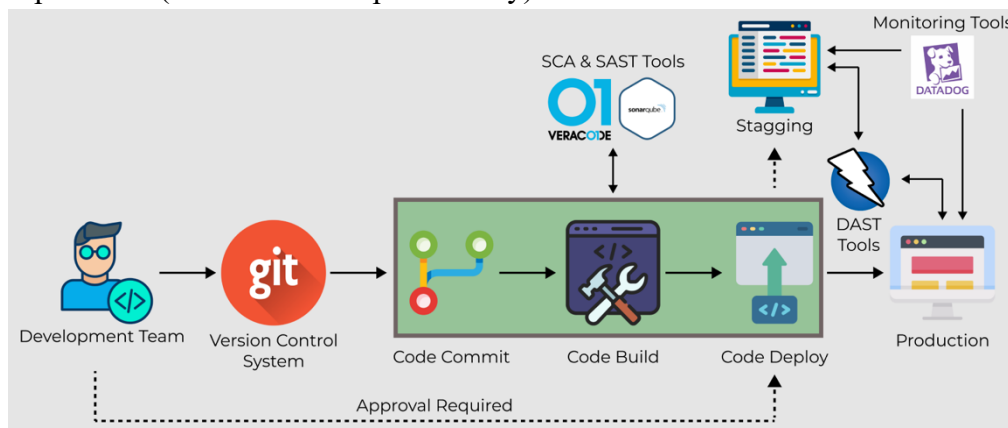 Monitoring Tools
SCA & SAST Tools
DATADOG
VERACODE
sonarqube
Stagging
DAST
Tools
git
Development Team
Version Control
System
Code Commit
Code Build
Code Deploy
Production
Approval Required